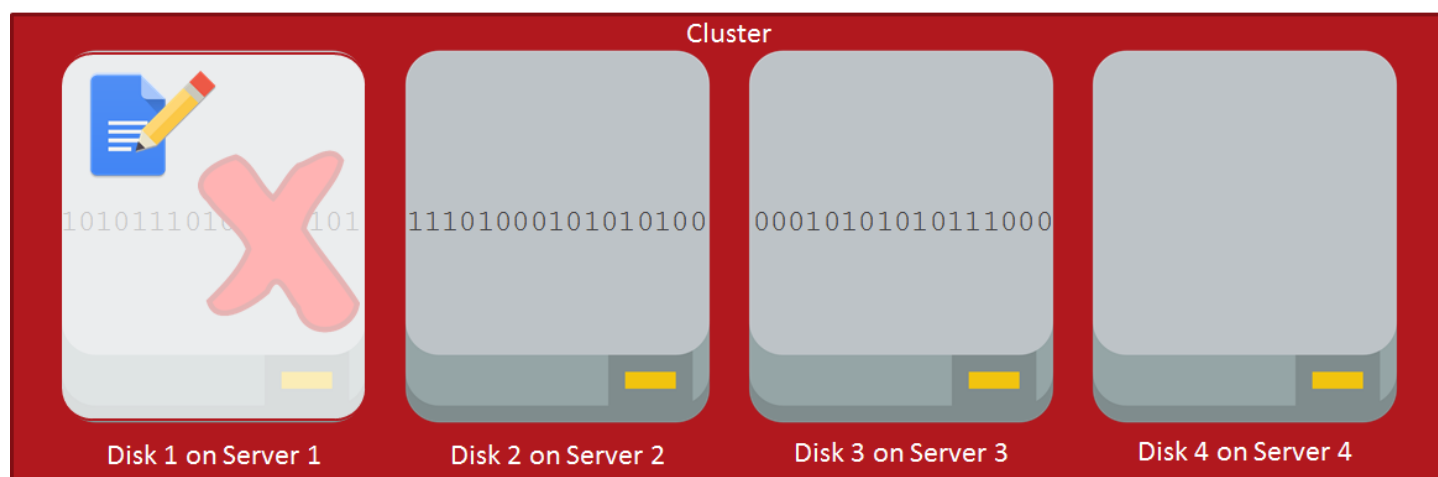 Cluster
11101000101010100
00010101010111000
Disk 1 on Server 1
Disk 2 on Server 2
Disk 3 on Server 3
Disk 4 on Server 4